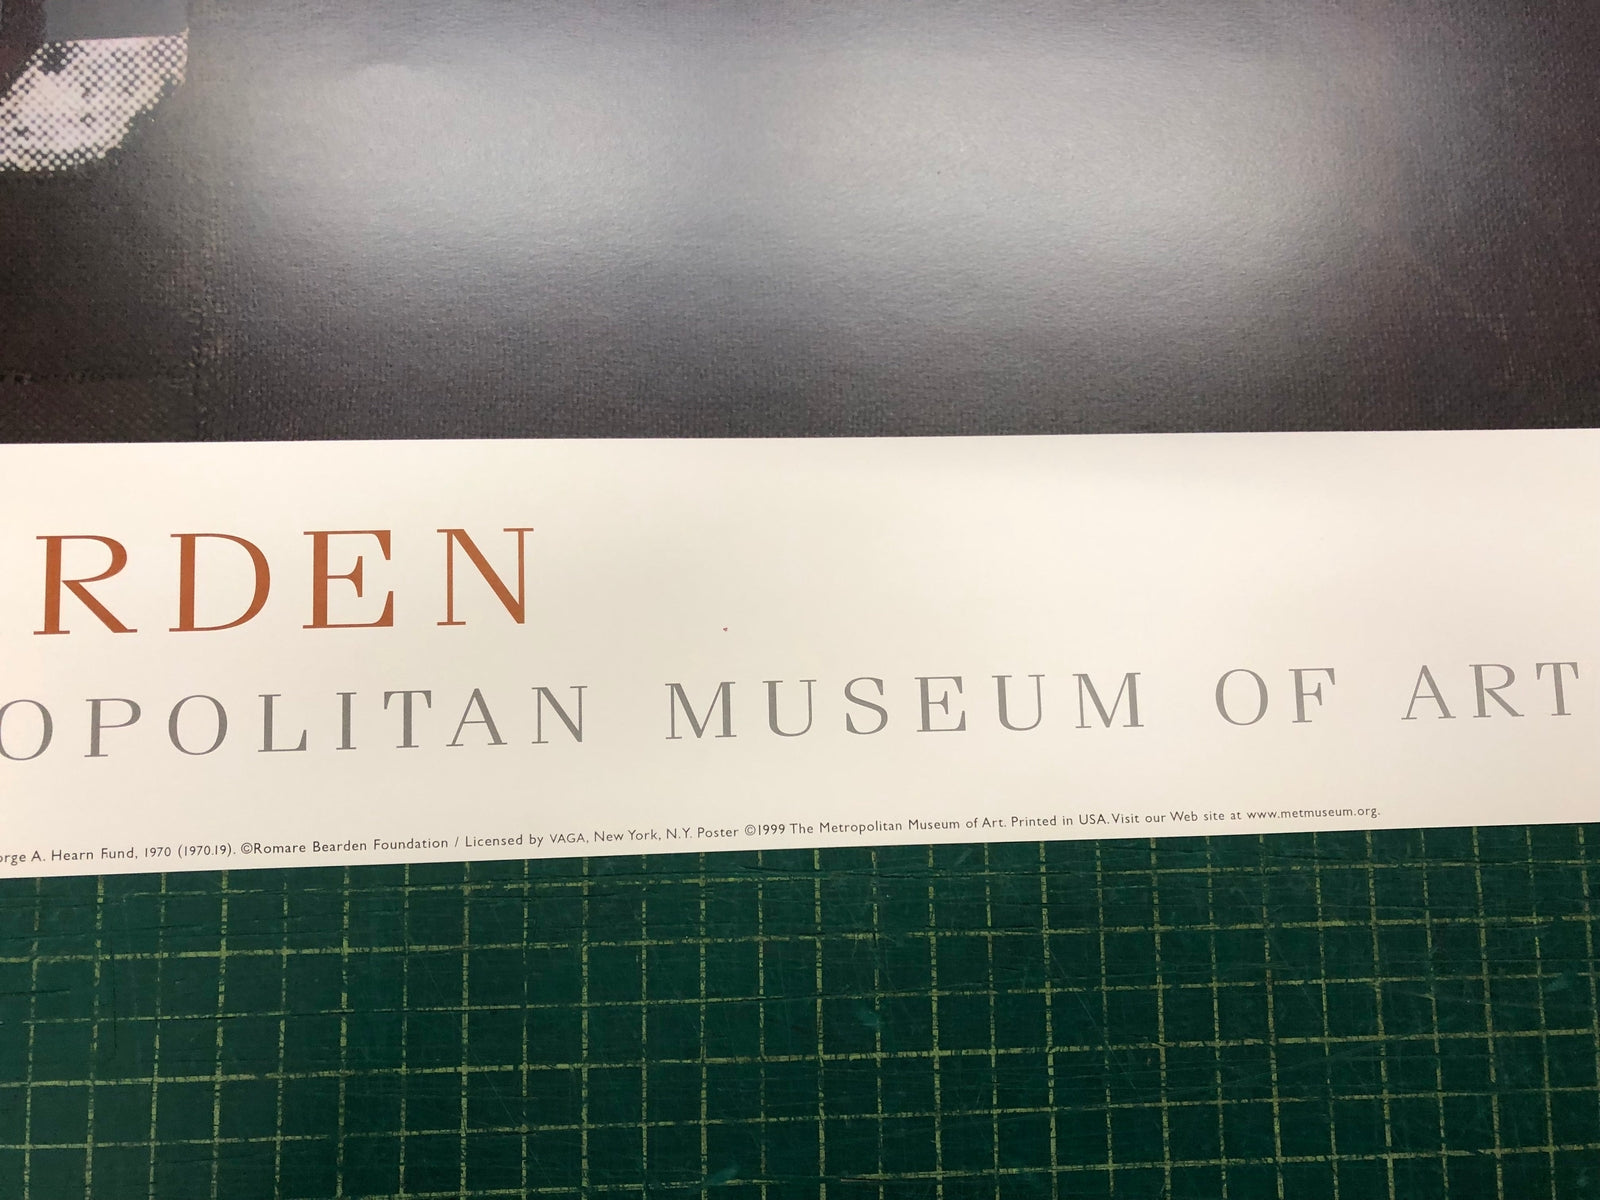 RDEN
OPOLITAN MUSEUM OF ART
orge A. Hearn Fund, 1970 (1970.19). ©Romare Bearden Foundation / Licensed by VAGA, New York, N.Y. Poster ©1999 The Metropolitan Museum of Art. Printed in USA. Visit our Web site at www.metmuseum.org.